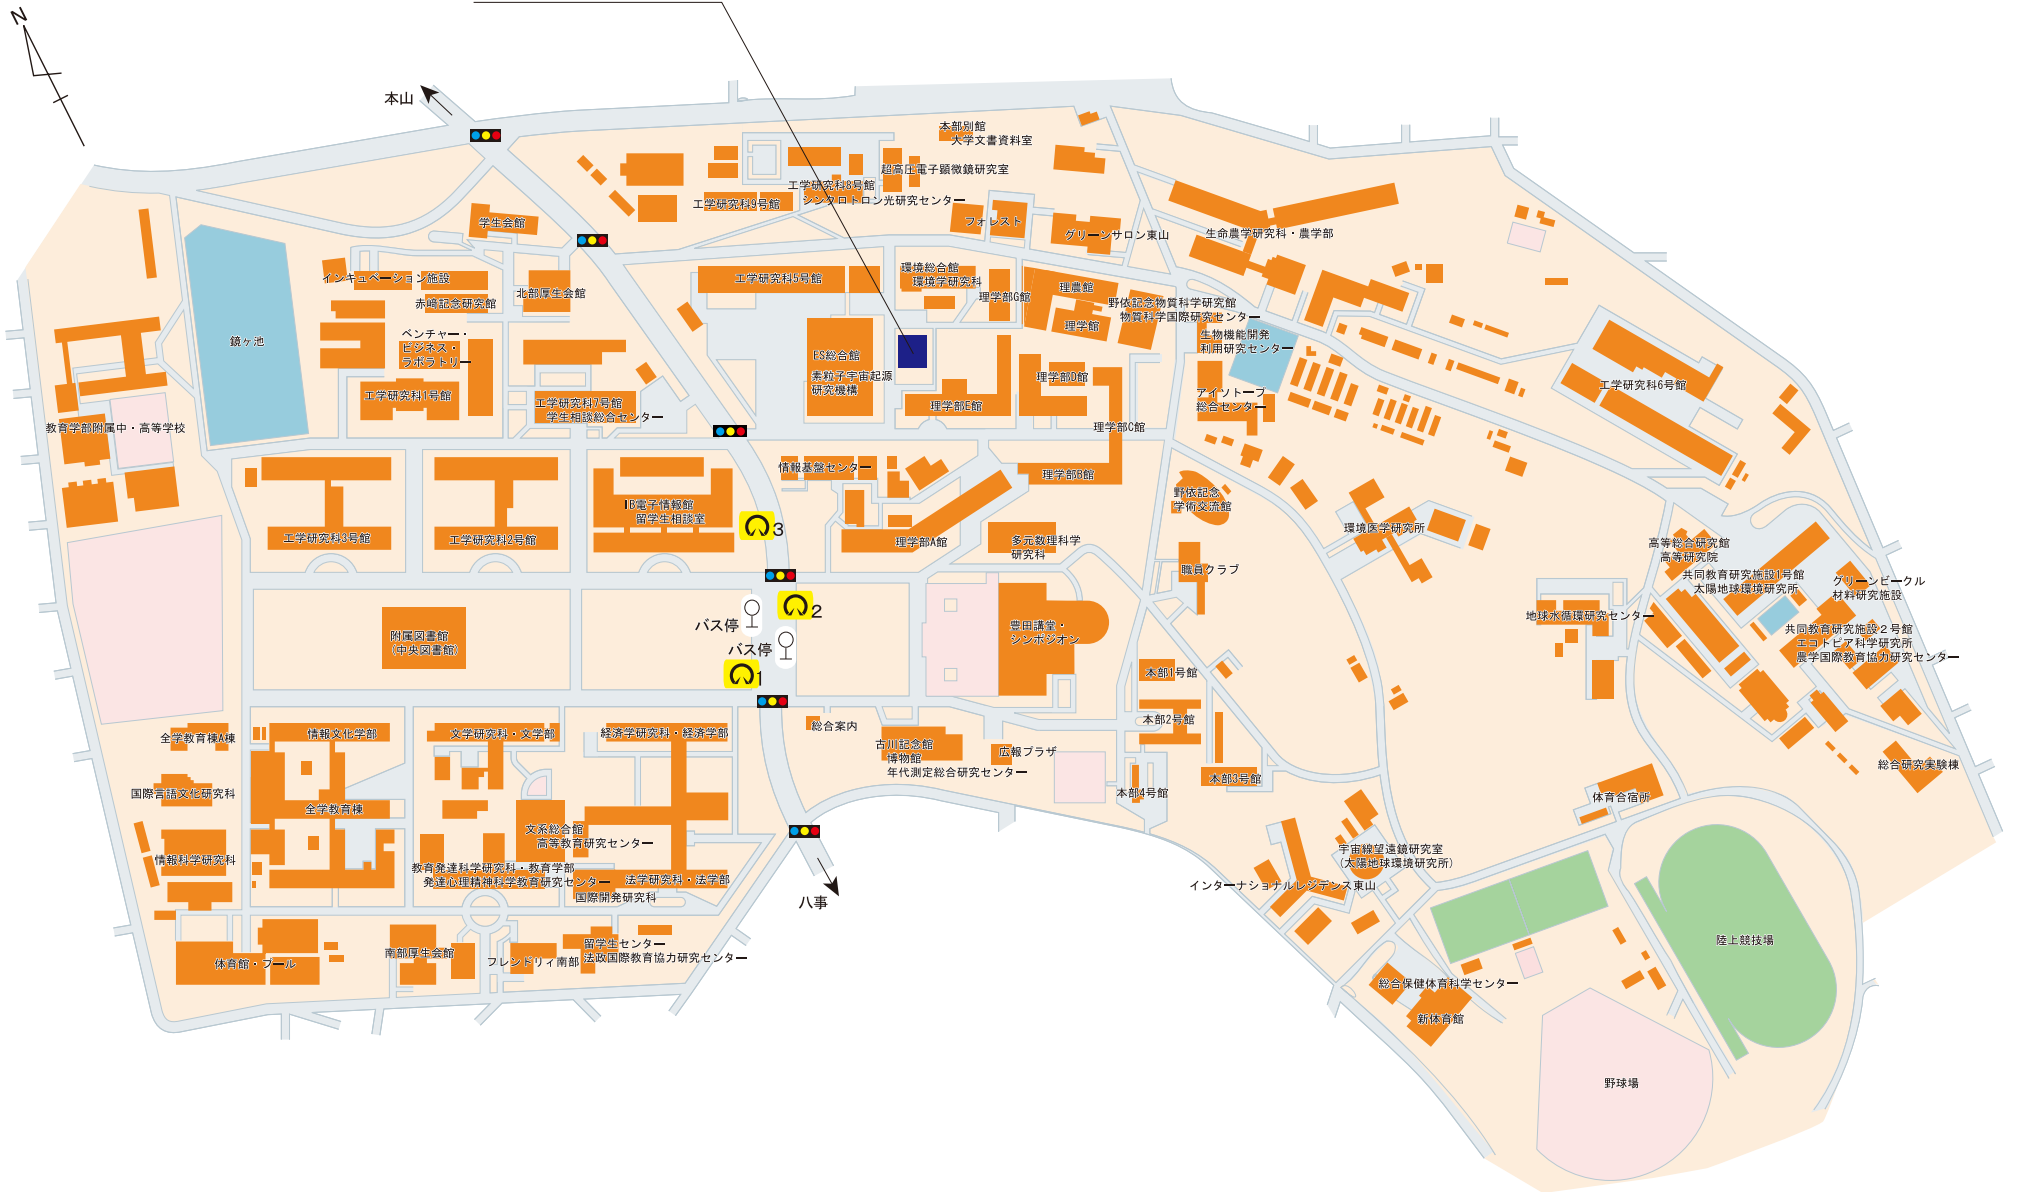 N
本山
本部別館
大学文書資料室
超高圧電子顕微鏡研究室
工学研究科8号館
シンクロトロン光研究センター
工学研究科9号館
学生会館
フォレスト
グリーンサロン東山
生命農学研究科・農学部
インキュベーション施設
赤﨑記念研究館
北部厚生会館
工学研究科5号館
環境総合館
環境学研究科
理学部G館
理農館
理学館
野依記念物質科学研究館
物質科学国際研究センター
生物機能開発
利用研究センター
鏡ヶ池
ベンチャー・
ビジネス・
ラボラトリー
ES総合館
素粒子宇宙起源
研究機構
工学研究科1号館
工学研究科7号館
学生相談総合センター
理学部E館
理学部D館
アイソトープ
総合センター
工学研究科6号館
教育学部附属中・高等学校
理学部C館
情報基盤センター
理学部B館
IB電子情報館
留学生相談室
野依記念
学術交流館
3
工学研究科3号館
工学研究科2号館
理学部A館
多元数理科学
研究科
環境医学研究所
職員クラブ
高等総合研究館
高等研究院
共同教育研究施設1号館
太陽地球環境研究所
グリーンビークル
材料研究施設
2
バス停
バス停
1
附属図書館
(中央図書館)
豊田講堂・
シンポジオン
地球水循環研究センター
共同教育研究施設2号館
エコトピア科学研究所
農学国際教育協力研究センター
本部1号館
本部2号館
本部3号館
本部4号館
全学教育棟A棟
情報文化学部
文学研究科・文学部
経済学研究科・経済学部
総合案内
古川記念館
博物館
年代測定総合研究センター
広報プラザ
総合研究実験棟
国際言語文化研究科
全学教育棟
文系総合館
高等教育研究センター
体育合宿所
情報科学研究科
教育発達科学研究科・教育学部
発達心理精神科学教育研究センター
法学研究科・法学部
国際開発研究科
八事
宇宙線望遠鏡研究室
(太陽地球環境研究所)
インターナショナルレジデンス東山
陸上競技場
体育館・プール
南部厚生会館
フレンドリィ南部
留学生センター
法政国際教育協力研究センター
総合保健体育科学センター
新体育館
野球場